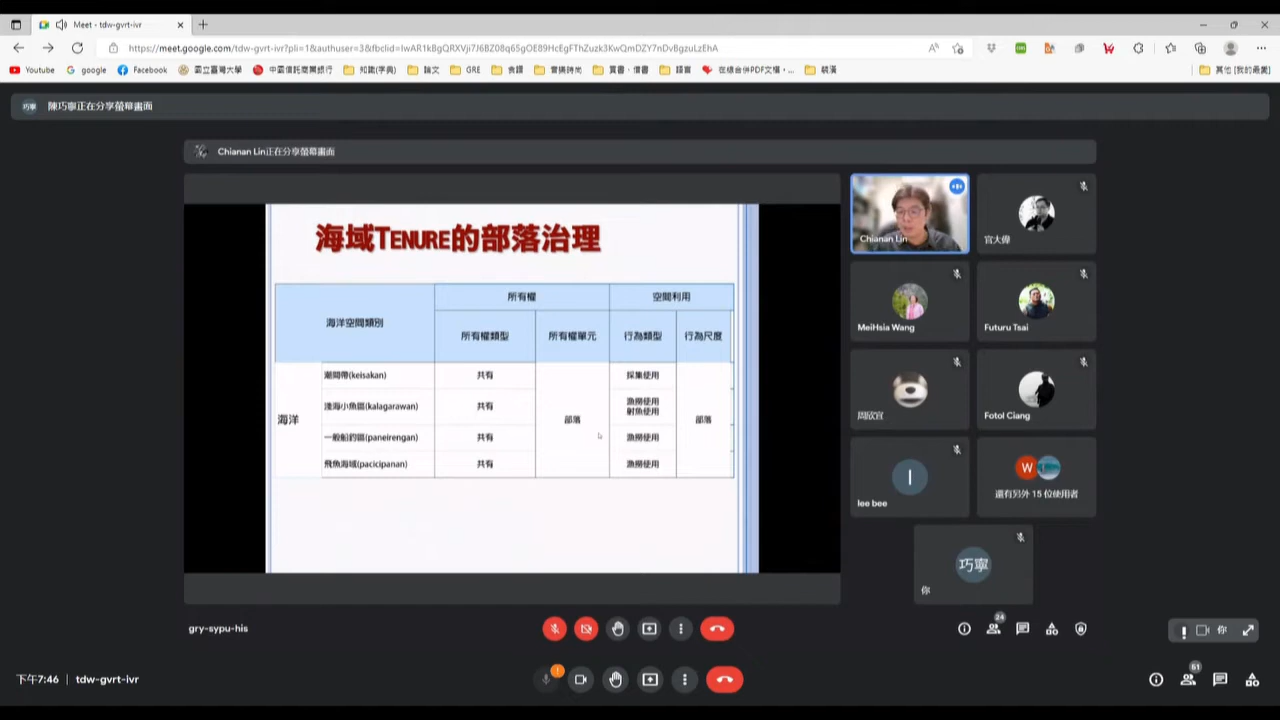 Meet - tdw-gvrt-ivr
https://meet.google.com/tdw-gvrt-ivr?pli=1&authuser=3&fbclid=IwAR1kBgQRXVji7J6BZ08q65gOE89HcEgFThZuzk3KwQmDZY7nDvBgzuLzEhA
Youtube google Facebook 國立臺灣大學 中國信託商業銀行 知識(字典) 論文 GRE 食譜 買書、借書 語言 在線合併PDF文檔，... 其他 [我的最愛]
巧寧 陳巧寧正在分享螢幕畫面
Chianan Lin正在分享螢幕畫面
海域TENURE的部落治理
海洋空間類別 所有權 空間利用
所有權類型 所有權單元 行為類型 行為尺度
海洋 部落 部落
潮間帶(keisakan) 共有 採集使用
淺海小魚區(kalagarawan) 共有 漁撈使用
射魚使用
一般船釣區(paneirengan) 共有 漁撈使用
飛魚海域(pacicipanan) 共有 漁撈使用
Chianan Lin
官大偉
MeiHsia Wang
Futuru Tsai
周欣宜
Fotol Ciang
I
lee bee
W
還有另外 15 位使用者
巧寧
你
gry-sypu-his
24
你
下午7:46 | tdw-gvrt-ivr
61